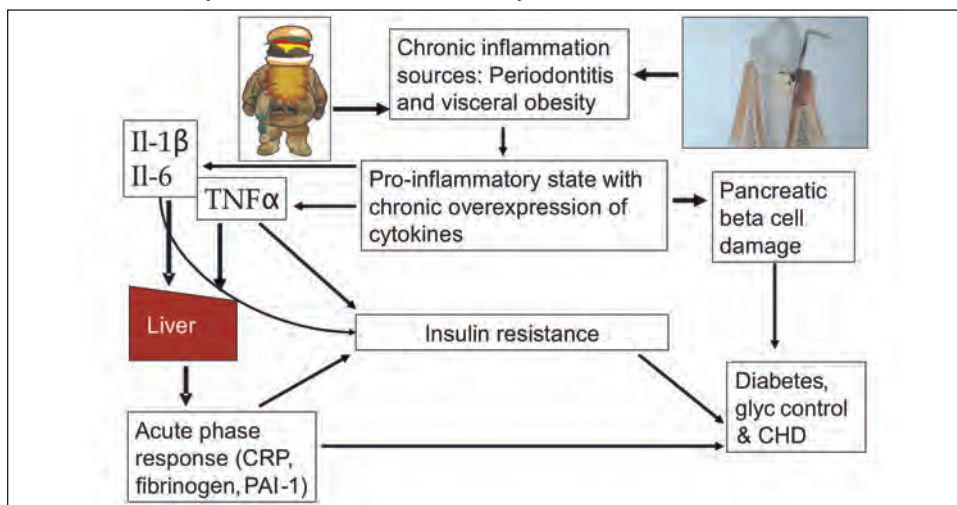 Chronic inflammation
sources: Periodontitis
and visceral obesity
Il-1β
Il-6
TNFα
Pro-inflammatory state with
chronic overexpression of
cytokines
Pancreatic
beta cell
damage
Liver
Insulin resistance
Diabetes,
glyc control
& CHD
Acute phase
response (CRP,
fibrinogen, PAI-1)